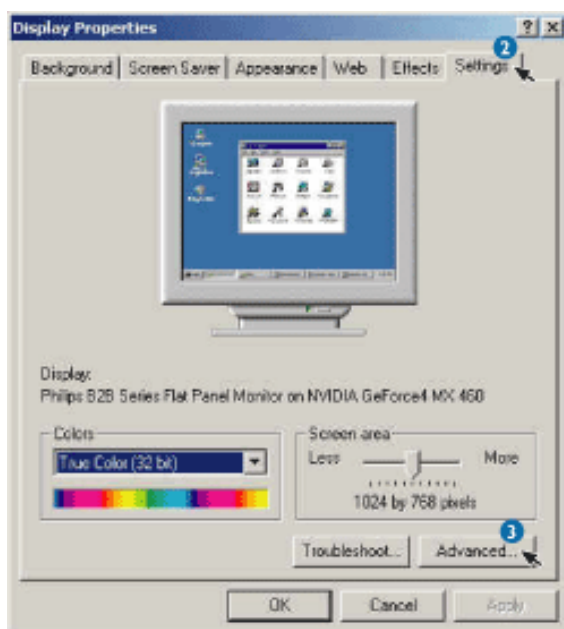 Display Properties
2
Background Screen Saver Appearance Web Effects Settings
Display:
Philips B2B Series Flat Panel Monitor on NVIDIA GeForce4 MX 460
Colors
True Color (32 bit)
Screen area
Less More
1024 by 768 pixels
3
Troubleshoot... Advanced...
OK Cancel Apply